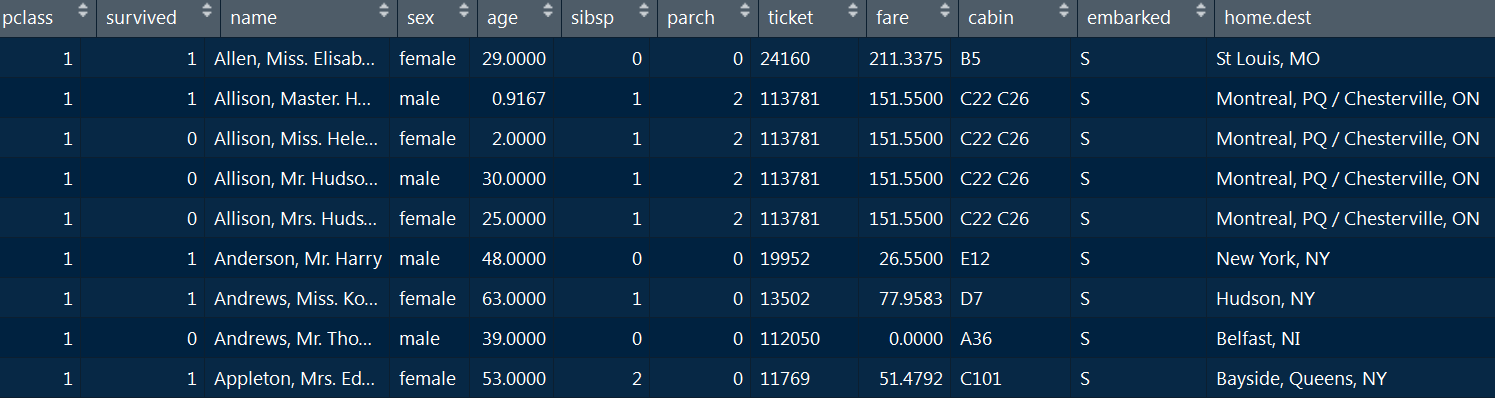 pclass survived name sex age sibsp parch ticket fare cabin embarked home.dest
1 1 Allen, Miss. Elisab... female 29.0000 0 0 24160 211.3375 B5 S St Louis, MO
1 1 Allison, Master. H... male 0.9167 1 2 113781 151.5500 C22 C26 S Montreal, PQ / Chesterville, ON
1 0 Allison, Miss. Hele... female 2.0000 1 2 113781 151.5500 C22 C26 S Montreal, PQ / Chesterville, ON
1 0 Allison, Mr. Hudso... male 30.0000 1 2 113781 151.5500 C22 C26 S Montreal, PQ / Chesterville, ON
1 0 Allison, Mrs. Huds... female 25.0000 1 2 113781 151.5500 C22 C26 S Montreal, PQ / Chesterville, ON
1 1 Anderson, Mr. Harry male 48.0000 0 0 19952 26.5500 E12 S New York, NY
1 1 Andrews, Miss. Ko... female 63.0000 1 0 13502 77.9583 D7 S Hudson, NY
1 0 Andrews, Mr. Tho... male 39.0000 0 0 112050 0.0000 A36 S Belfast, NI
1 1 Appleton, Mrs. Ed... female 53.0000 2 0 11769 51.4792 C101 S Bayside, Queens, NY